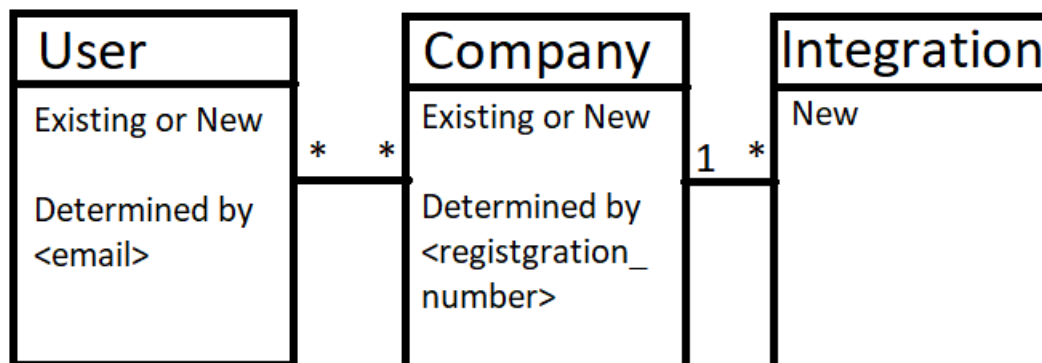 User
Existing or New
Determined by
<email>
* *
Company
Existing or New
Determined by
<registgration_
number>
1 *
Integration
New